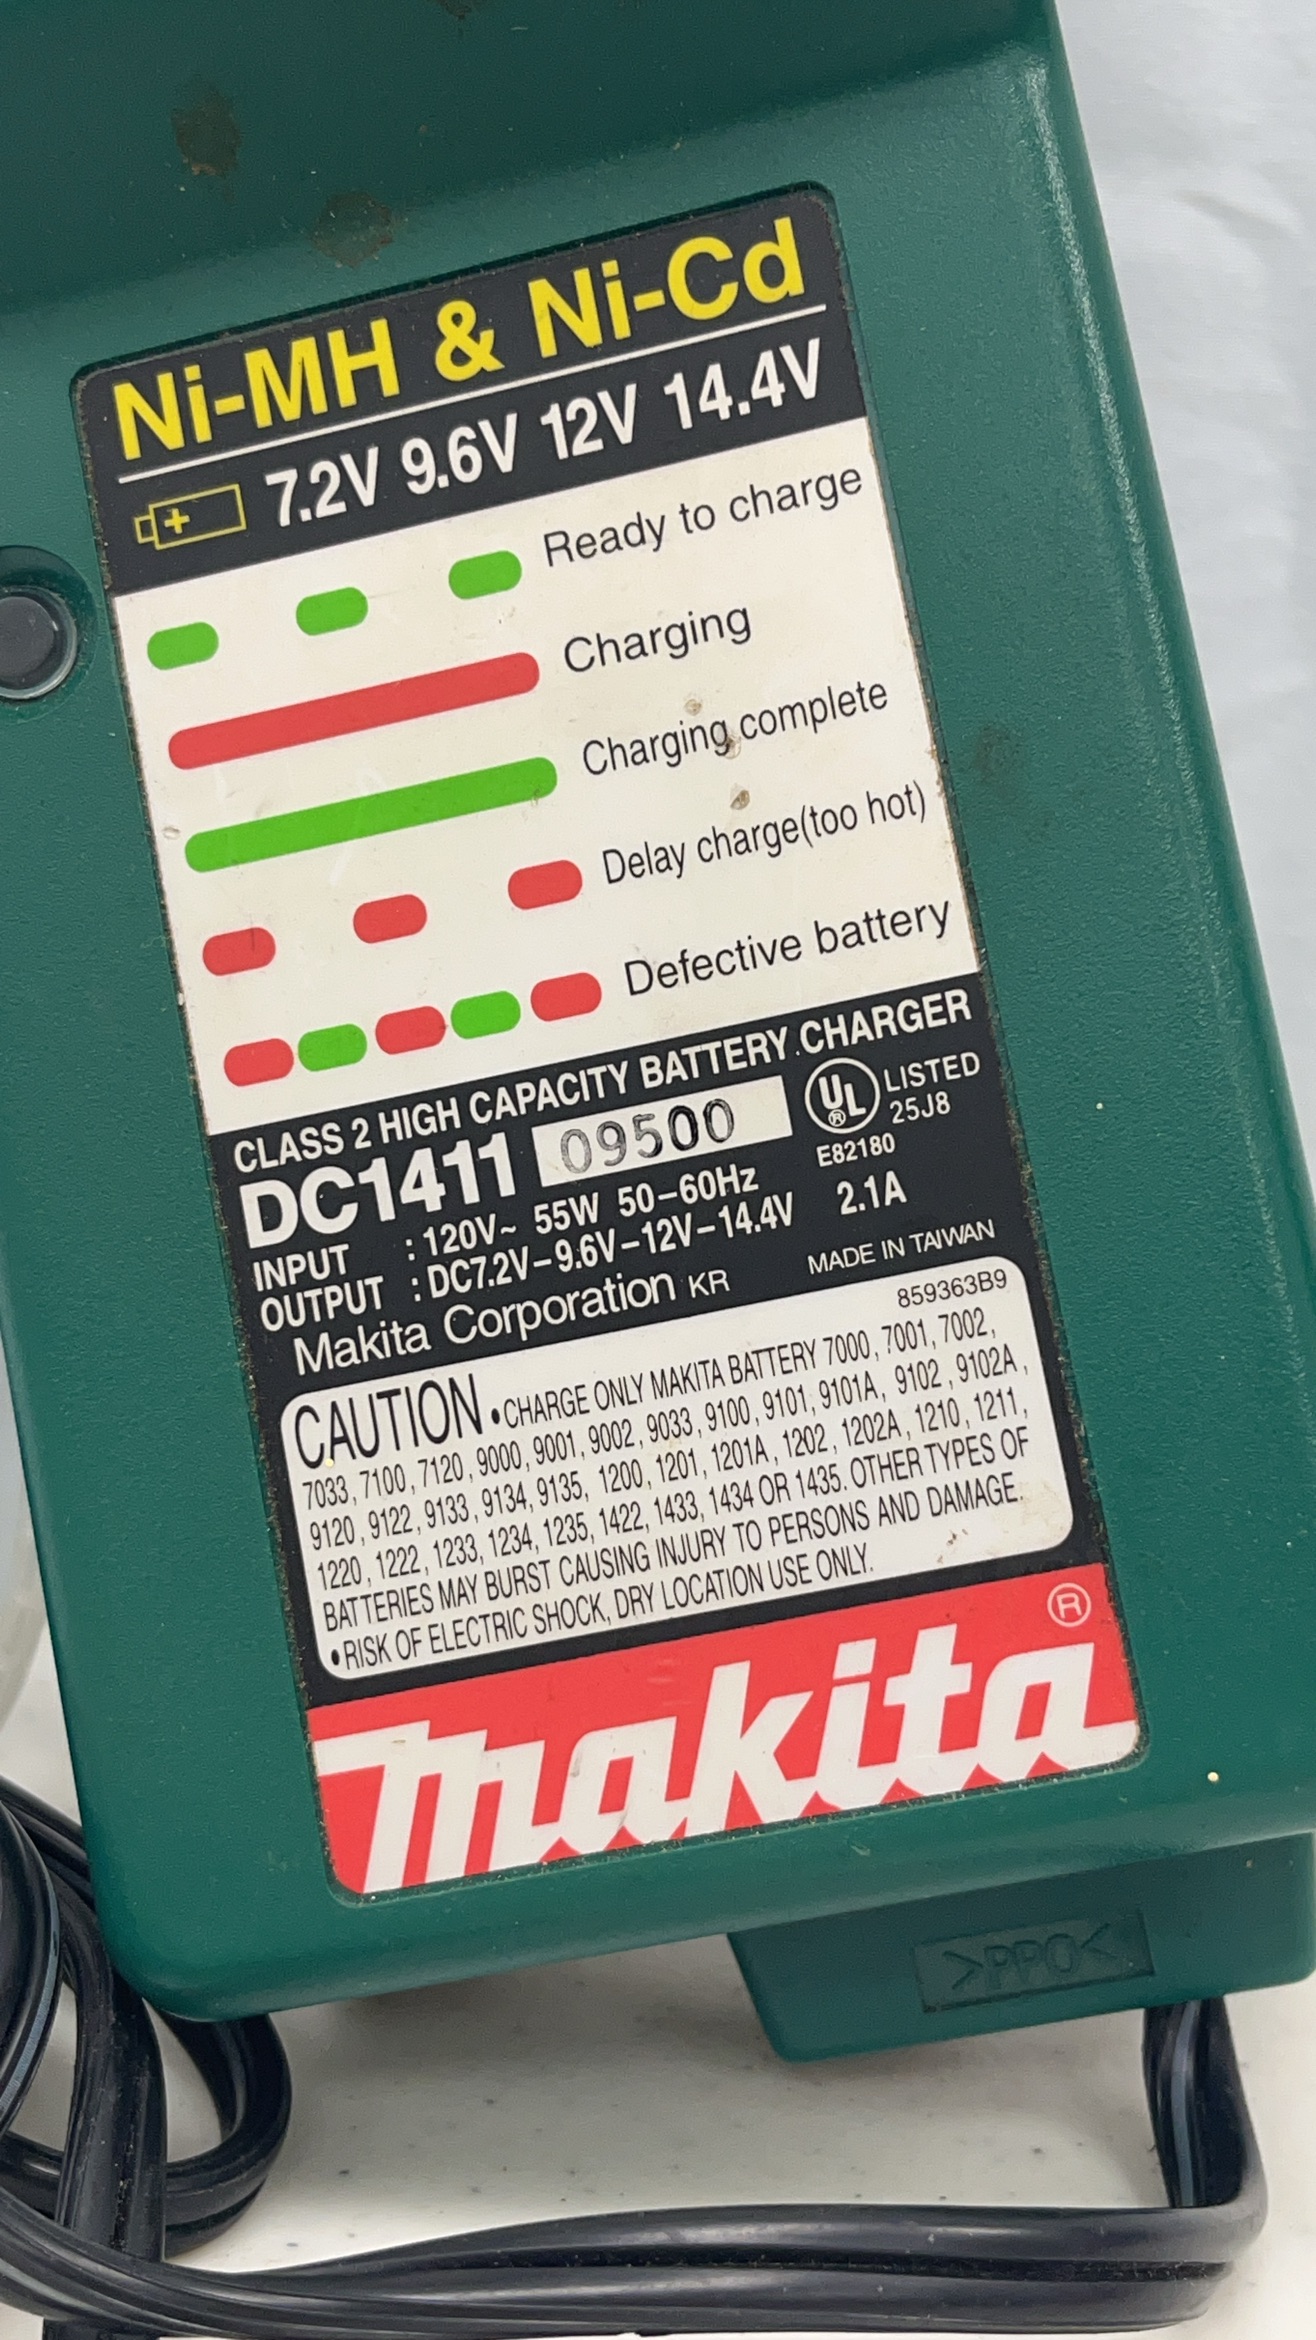 Ni-MH & Ni-Cd
7.2V 9.6V 12V 14.4V
Ready to charge
Charging
Charging complete
Delay charge(too hot)
Defective battery
CLASS 2 HIGH CAPACITY BATTERY CHARGER
DC1411 09500 UL ® LISTED 25J8
E82180
INPUT : 120V~ 55W 50-60Hz
OUTPUT : DC7.2V-9.6V-12V-14.4V 2.1A
Makita Corporation KR MADE IN TAIWAN
859363B9
CAUTION •CHARGE ONLY MAKITA BATTERY 7000, 7001, 7002,
7033, 7100, 7120, 9000, 9001, 9002, 9033, 9100, 9101, 9101A, 9102, 9102A,
9120, 9122, 9133, 9134, 9135, 1200, 1201, 1201A, 1202, 1202A, 1210, 1211,
1220, 1222, 1233, 1234, 1235, 1422, 1433, 1434 OR 1435. OTHER TYPES OF
BATTERIES MAY BURST CAUSING INJURY TO PERSONS AND DAMAGE.
•RISK OF ELECTRIC SHOCK, DRY LOCATION USE ONLY.
makita ®
>PPO<